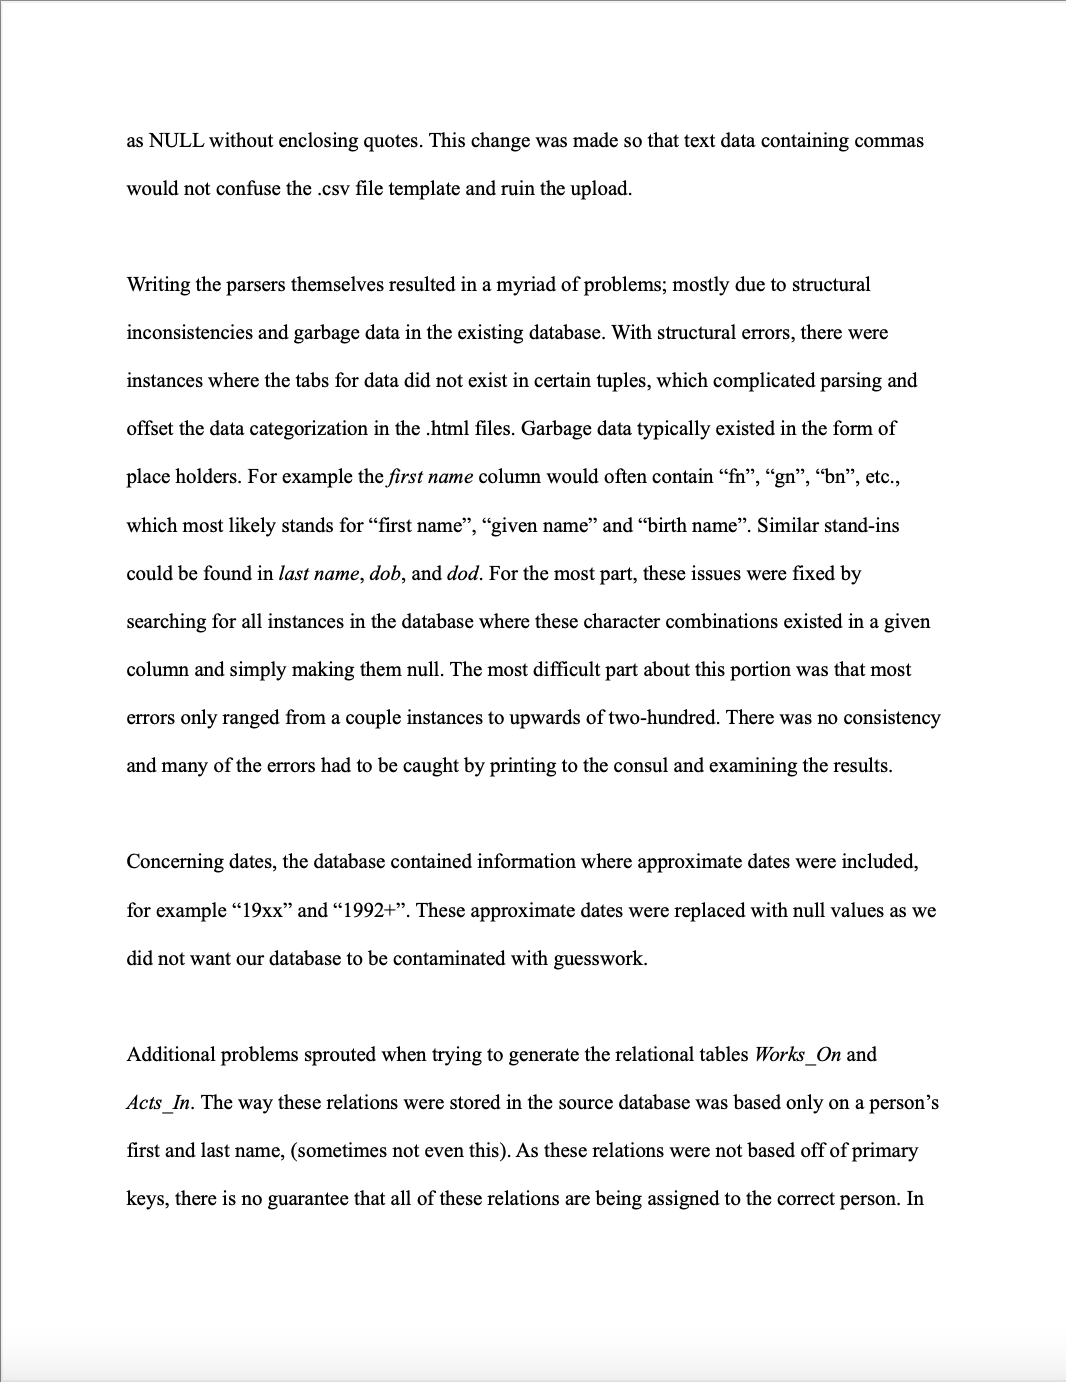 as NULL without enclosing quotes. This change was made so that text data containing commas
would not confuse the .csv file template and ruin the upload.
Writing the parsers themselves resulted in a myriad of problems; mostly due to structural
inconsistencies and garbage data in the existing database. With structural errors, there were
instances where the tabs for data did not exist in certain tuples, which complicated parsing and
offset the data categorization in the .html files. Garbage data typically existed in the form of
place holders. For example the first name column would often contain “fn”, “gn”, “bn”, etc.,
which most likely stands for “first name”, “given name” and “birth name”. Similar stand-ins
could be found in last name, dob, and dod. For the most part, these issues were fixed by
searching for all instances in the database where these character combinations existed in a given
column and simply making them null. The most difficult part about this portion was that most
errors only ranged from a couple instances to upwards of two-hundred. There was no consistency
and many of the errors had to be caught by printing to the consul and examining the results.
Concerning dates, the database contained information where approximate dates were included,
for example “19xx” and “1992+”. These approximate dates were replaced with null values as we
did not want our database to be contaminated with guesswork.
Additional problems sprouted when trying to generate the relational tables Works_On and
Acts_In. The way these relations were stored in the source database was based only on a person’s
first and last name, (sometimes not even this). As these relations were not based off of primary
keys, there is no guarantee that all of these relations are being assigned to the correct person. In